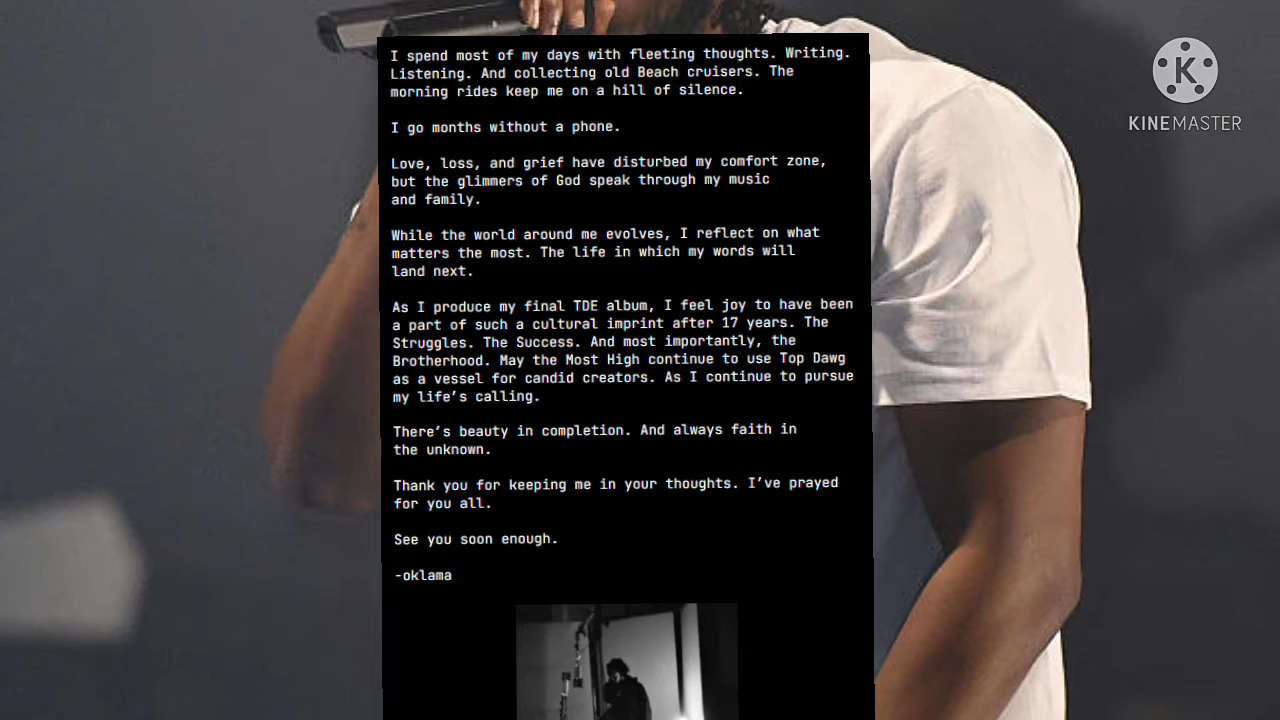 I spend most of my days with fleeting thoughts. Writing.
Listening. And collecting old Beach cruisers. The
morning rides keep me on a hill of silence.
I go months without a phone.
Love, loss, and grief have disturbed my comfort zone,
but the glimmers of God speak through my music
and family.
While the world around me evolves, I reflect on what
matters the most. The life in which my words will
land next.
As I produce my final TDE album, I feel joy to have been
a part of such a cultural imprint after 17 years. The
Struggles. The Success. And most importantly, the
Brotherhood. May the Most High continue to use Top Dawg
as a vessel for candid creators. As I continue to pursue
my life’s calling.
There’s beauty in completion. And always faith in
the unknown.
Thank you for keeping me in your thoughts. I’ve prayed
for you all.
See you soon enough.
-oklama
K
KINEMASTER